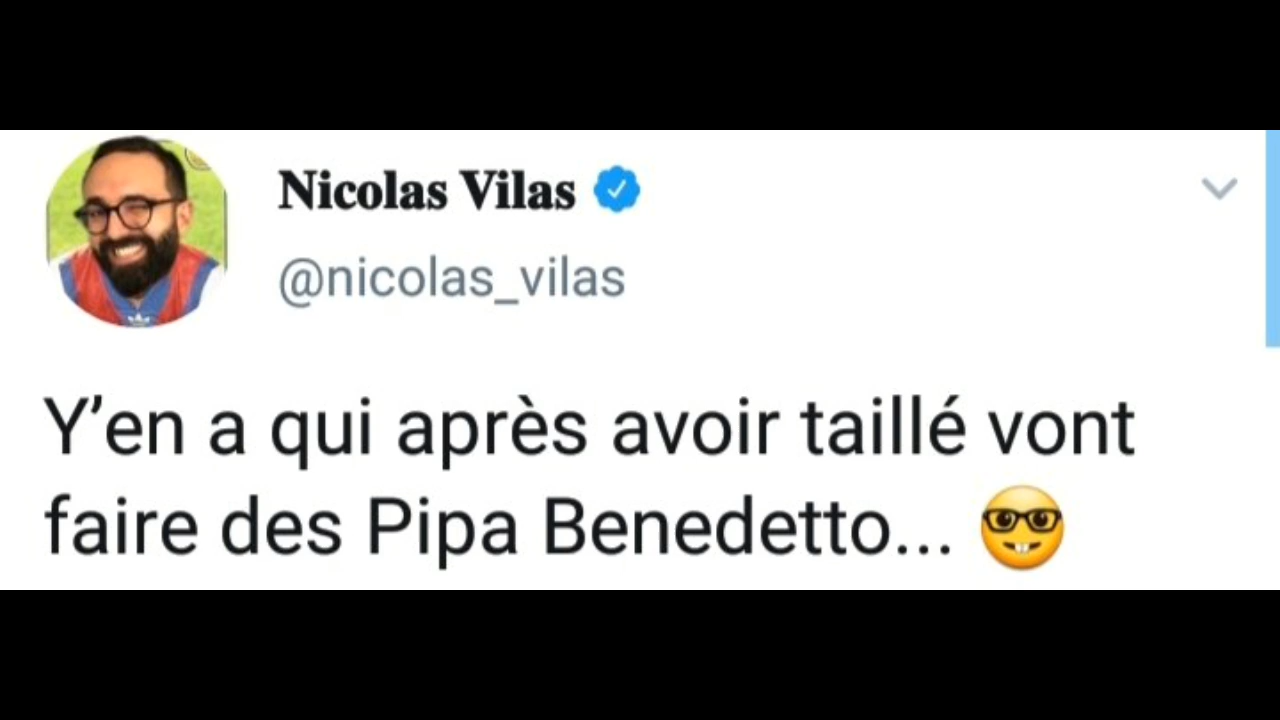 Nicolas Vilas
@nicolas_vilas
Y’en a qui après avoir taillé vont
faire des Pipa Benedetto... 🤓